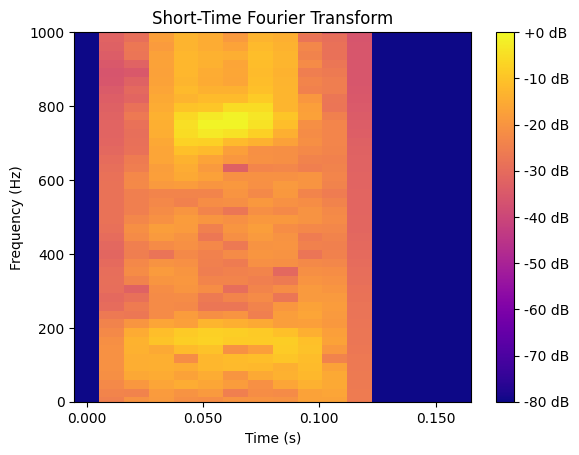 Short-Time Fourier Transform
1000
800
600
400
200
0
Frequency (Hz)
0.000
0.050
0.100
0.150
Time (s)
+0 dB
-10 dB
-20 dB
-30 dB
-40 dB
-50 dB
-60 dB
-70 dB
-80 dB